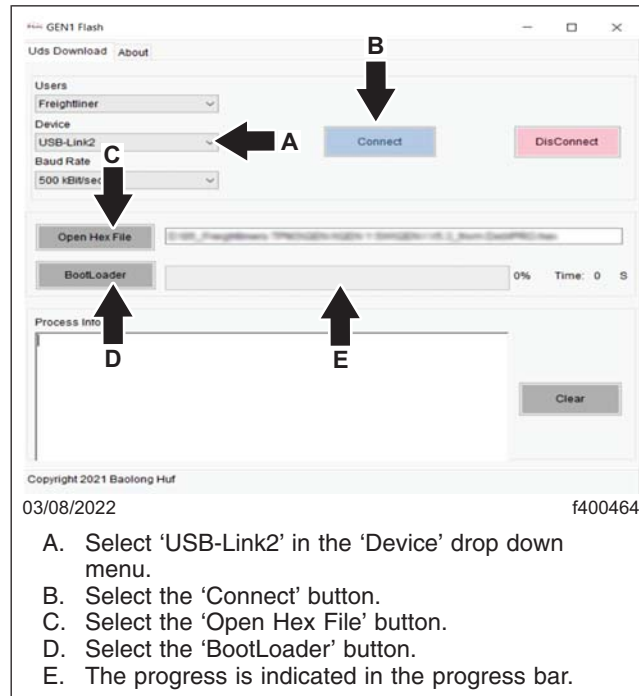 GEN1 Flash
Uds Download About
B
Users
Freightliner
Device
USB-Link2
A
Connect
DisConnect
C
Baud Rate
500 kBit/sec
Open Hex File
BootLoader
0% Time: 0 S
Process Info
D
E
Clear
Copyright 2021 Baolong Huf
03/08/2022 f400464
A. Select ‘USB-Link2’ in the ‘Device’ drop down
menu.
B. Select the ‘Connect’ button.
C. Select the ‘Open Hex File’ button.
D. Select the ‘BootLoader’ button.
E. The progress is indicated in the progress bar.